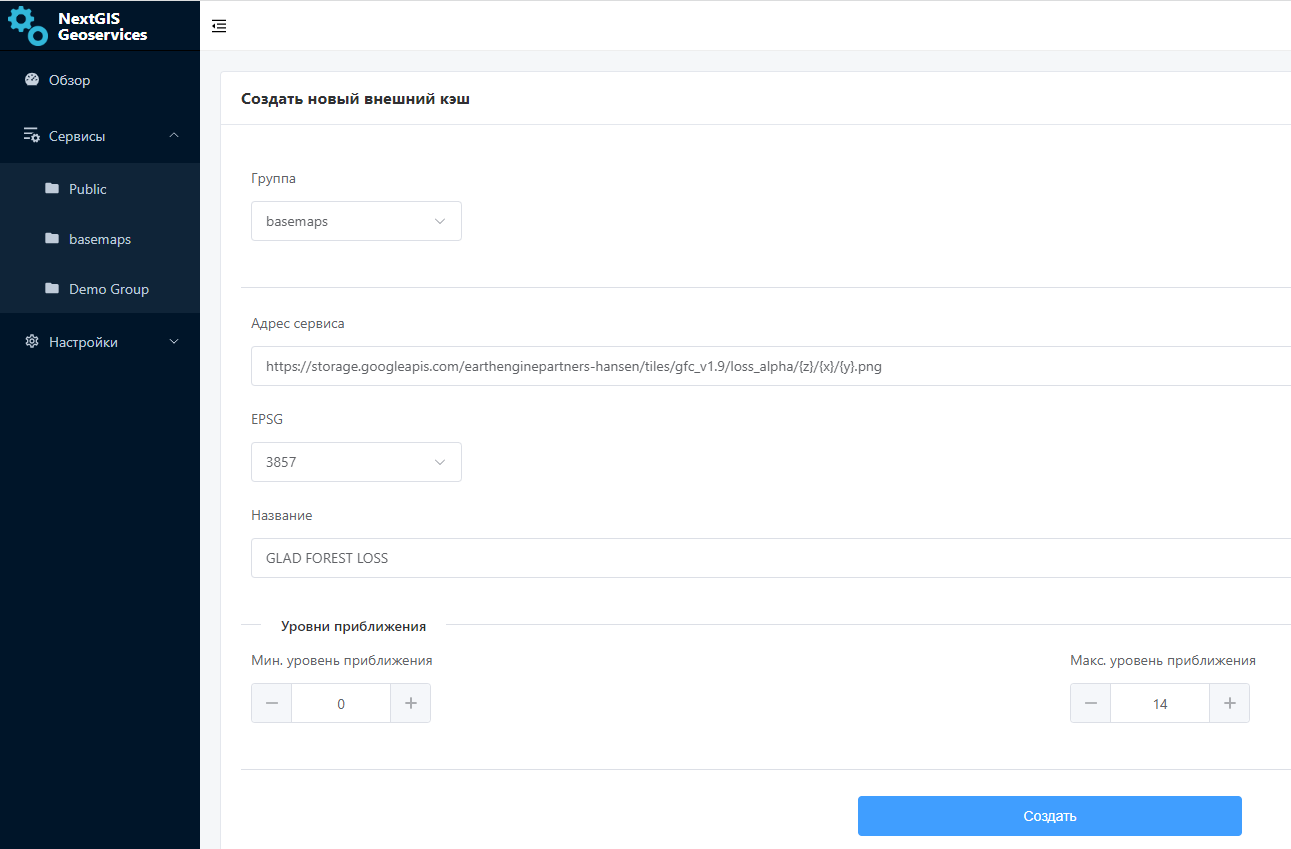 NextGIS
Geoservices
Обзор
Сервисы
Public
basemaps
Demo Group
Настройки
Создать новый внешний кэш
Группа
basemaps
Адрес сервиса
https://storage.googleapis.com/earthenginepartners-hansen/tiles/gfc_v1.9/loss_alpha/{z}/{x}/{y}.png
EPSG
3857
Название
GLAD FOREST LOSS
Уровни приближения
Мин. уровень приближения
Макс. уровень приближения
0
14
Создать